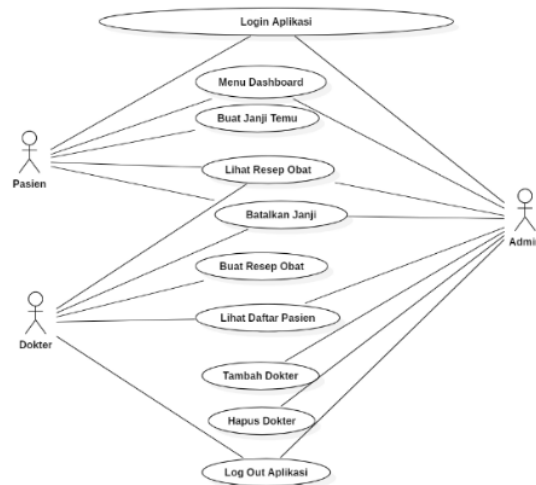 Login Aplikasi
Menu Dashboard
Buat Janji Temu
Pasien
Lihat Resep Obat
Batalkan Janji
Admin
Buat Resep Obat
Dokter
Lihat Daftar Pasien
Tambah Dokter
Hapus Dokter
Log Out Aplikasi